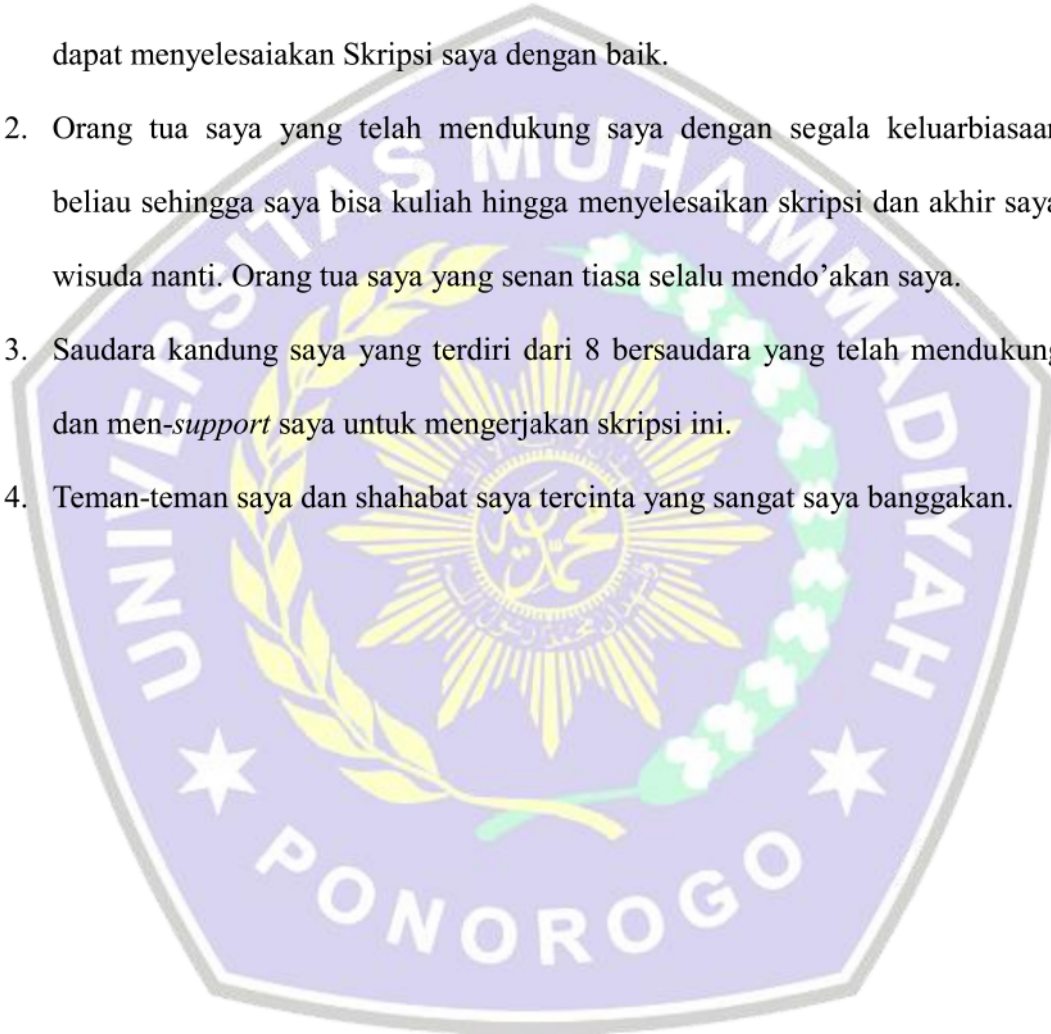 dapat menyelesaiakan Skripsi saya dengan baik.
2. Orang tua saya yang telah mendukung saya dengan segala keluarbiasaan
beliau sehingga saya bisa kuliah hingga menyelesaikan skripsi dan akhir saya
wisuda nanti. Orang tua saya yang senan tiasa selalu mendo’akan saya.
3. Saudara kandung saya yang terdiri dari 8 bersaudara yang telah mendukung
dan men-support saya untuk mengerjakan skripsi ini.
4. Teman-teman saya dan shahabat saya tercinta yang sangat saya banggakan.
UNIVERSITAS MUHAMMADIYAH
PONOROGO